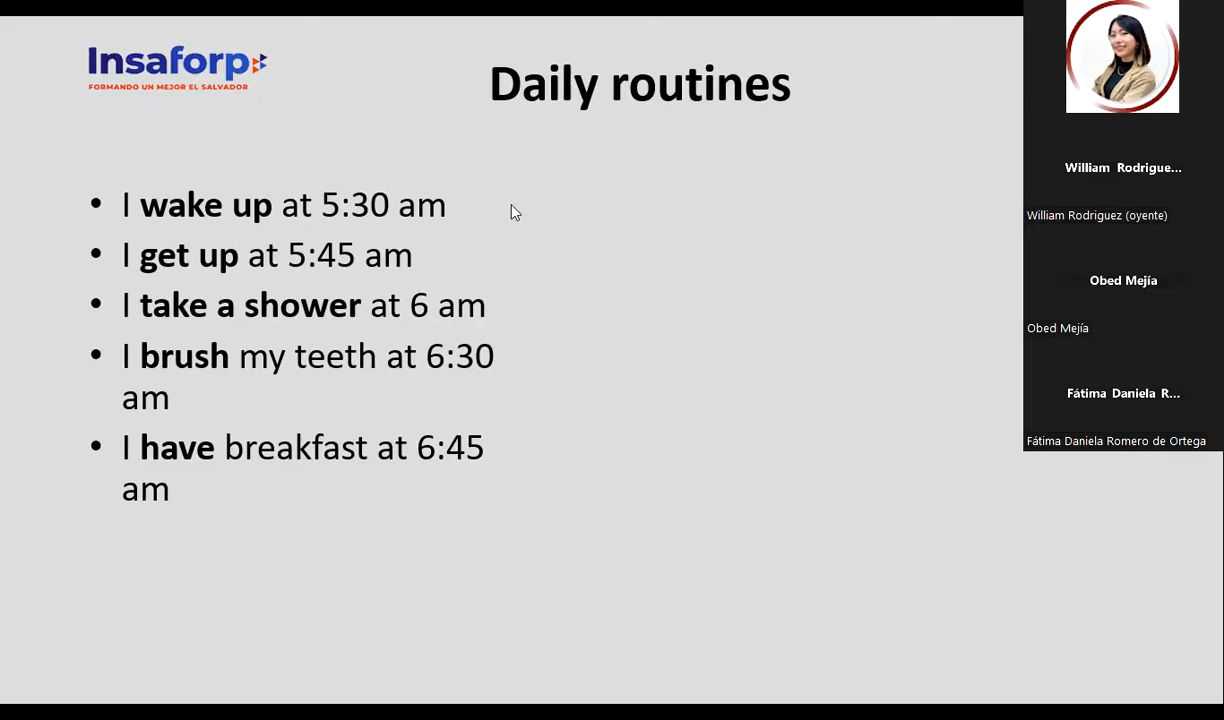 Insaforp
FORMANDO UN MEJOR EL SALVADOR
Daily routines
• I wake up at 5:30 am
• I get up at 5:45 am
• I take a shower at 6 am
• I brush my teeth at 6:30
am
• I have breakfast at 6:45
am
William Rodrigue...
William Rodriguez (oyente)
Obed Mejía
Obed Mejía
Fátima Daniela R...
Fátima Daniela Romero de Ortega